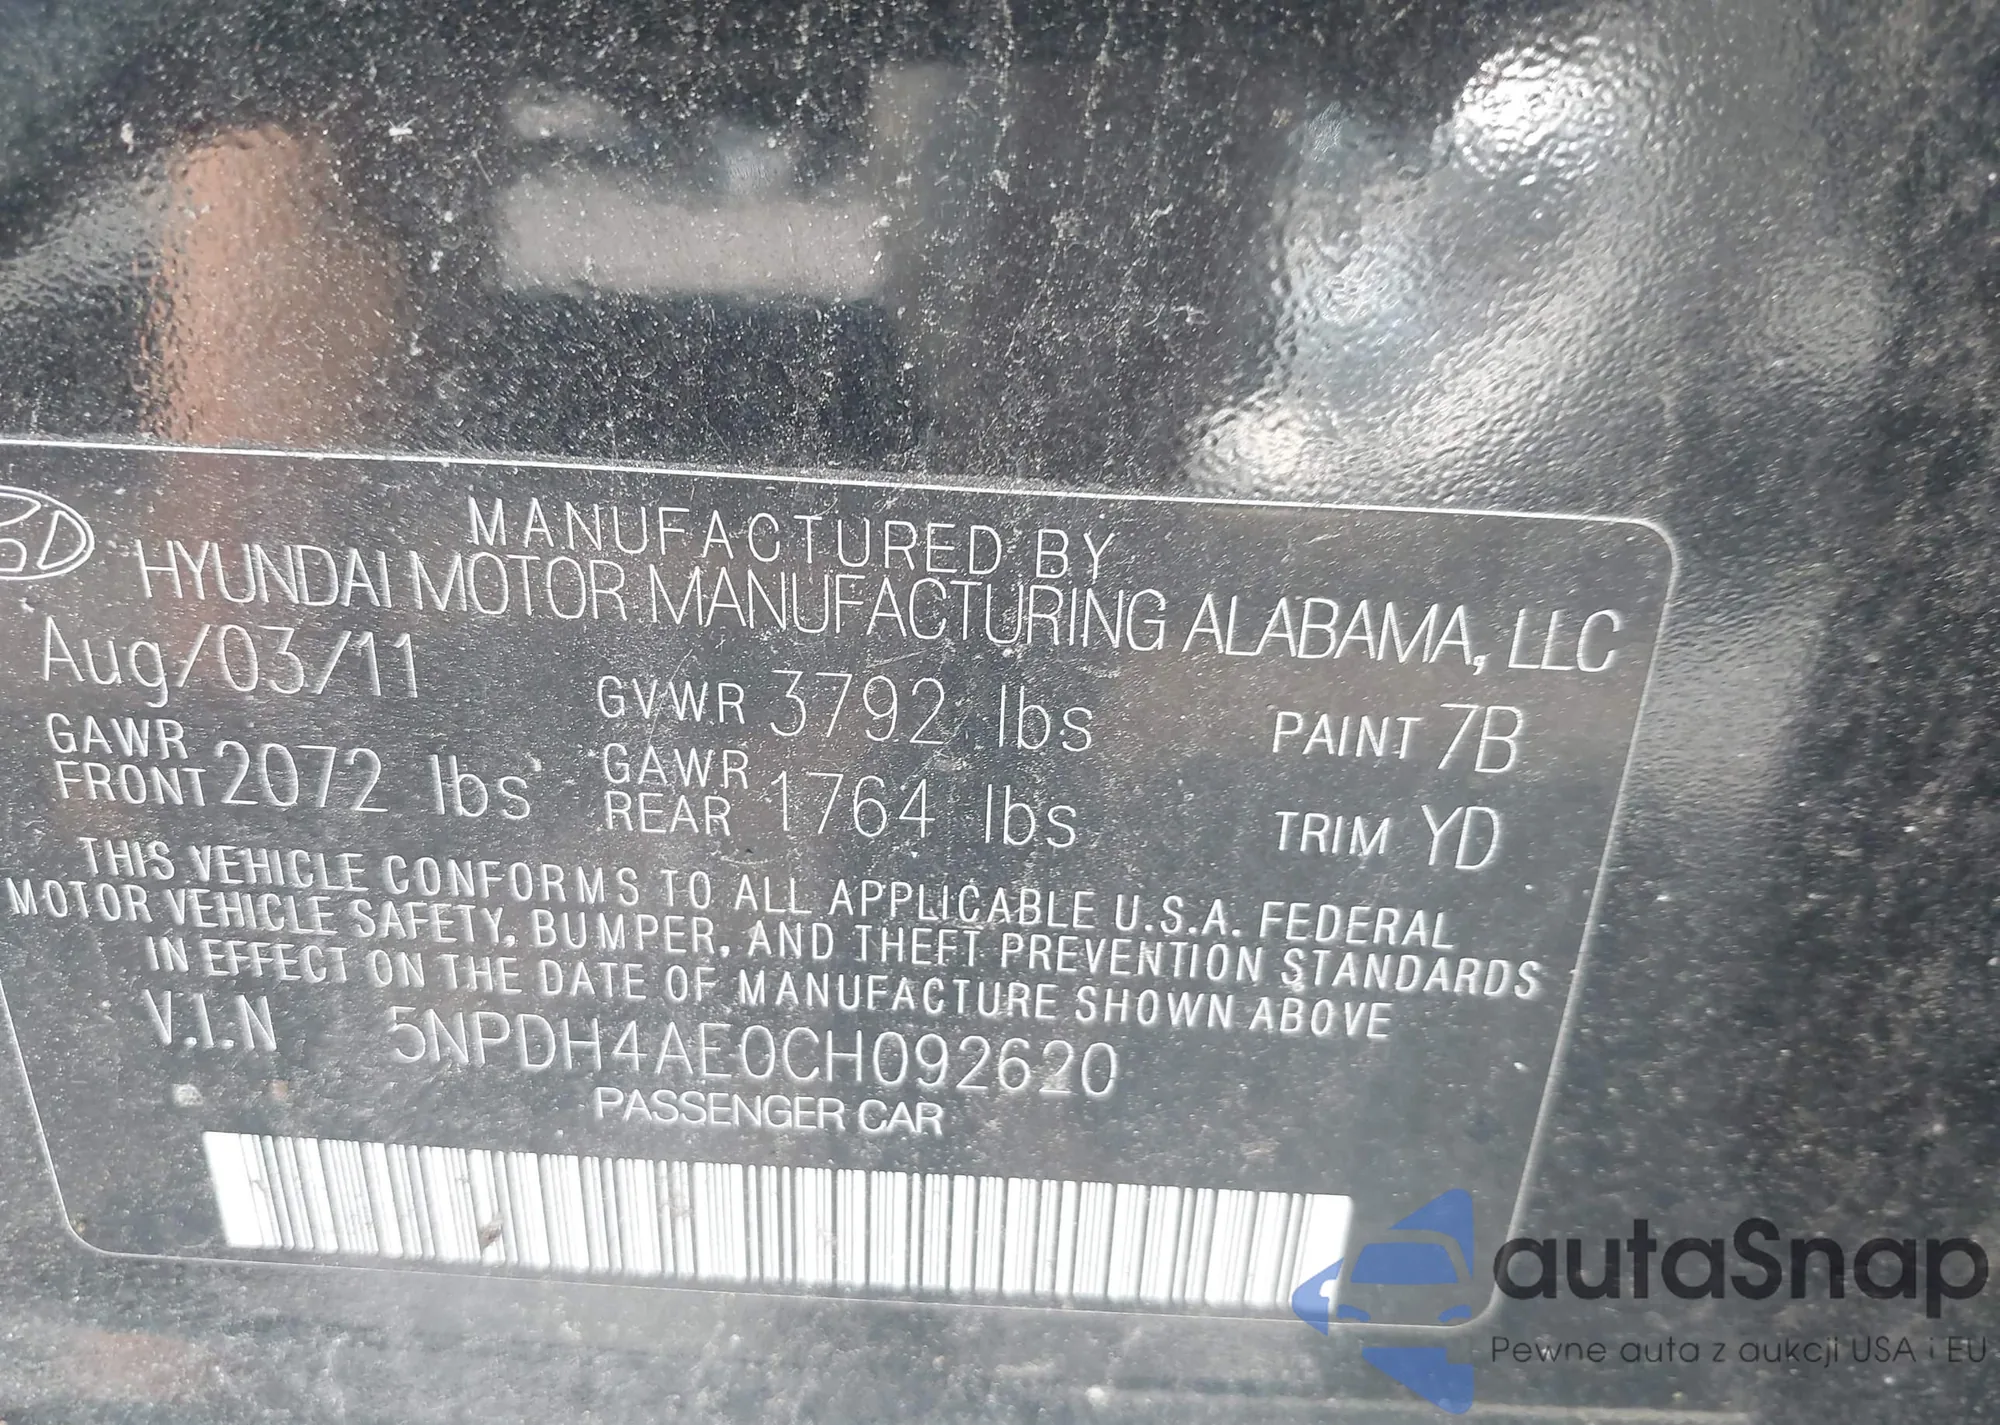 MANUFACTURED BY
HYUNDAI MOTOR MANUFACTURING ALABAMA, LLC
Aug/03/11
GVWR 3792 lbs PAINT 7B
GAWR FRONT 2072 lbs GAWR REAR 1764 lbs TRIM YD
THIS VEHICLE CONFORMS TO ALL APPLICABLE U.S.A. FEDERAL
MOTOR VEHICLE SAFETY, BUMPER, AND THEFT PREVENTION STANDARDS
IN EFFECT ON THE DATE OF MANUFACTURE SHOWN ABOVE
V.I.N 5NPDH4AE0CH092620
PASSENGER CAR
autaSnap
Pewne auta z aukcji USA i EU